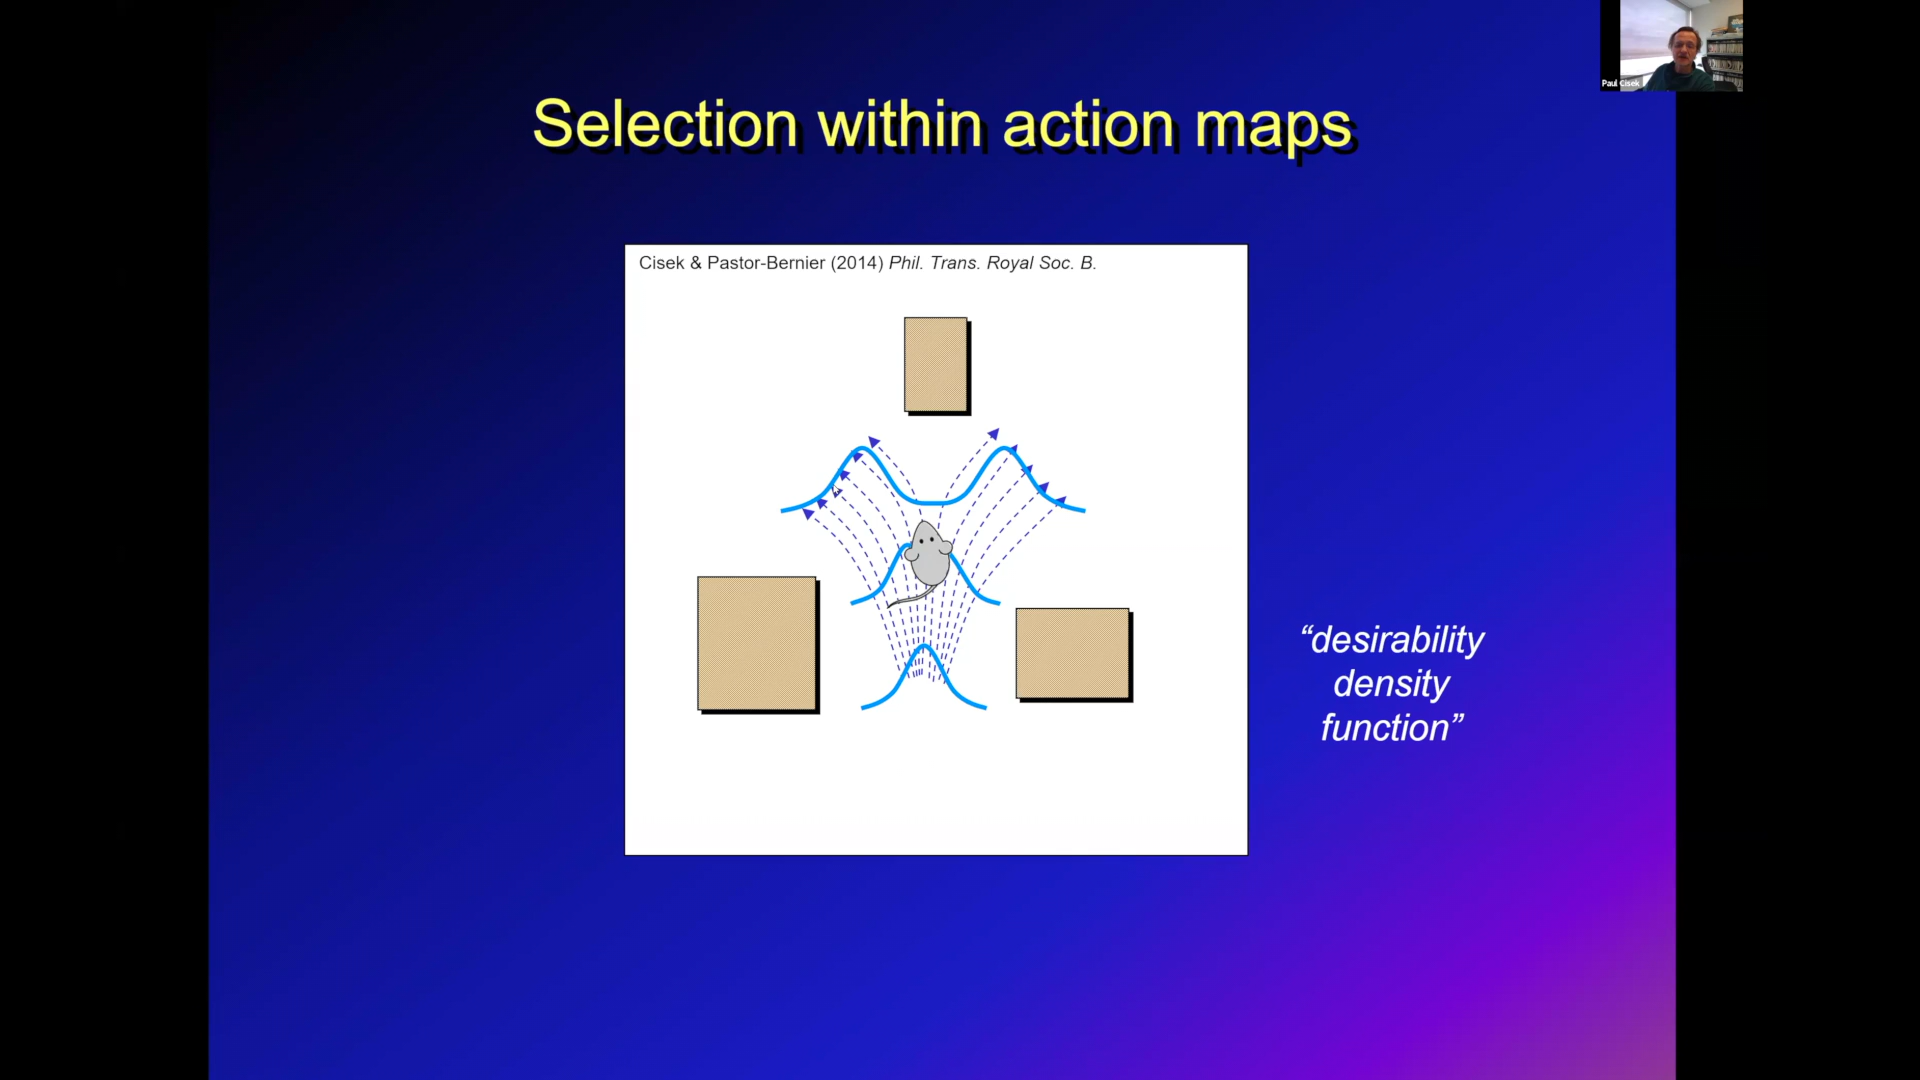 Paul Cisek
Selection within action maps
Cisek & Pastor-Bernier (2014) Phil. Trans. Royal Soc. B.
“desirability
density
function”